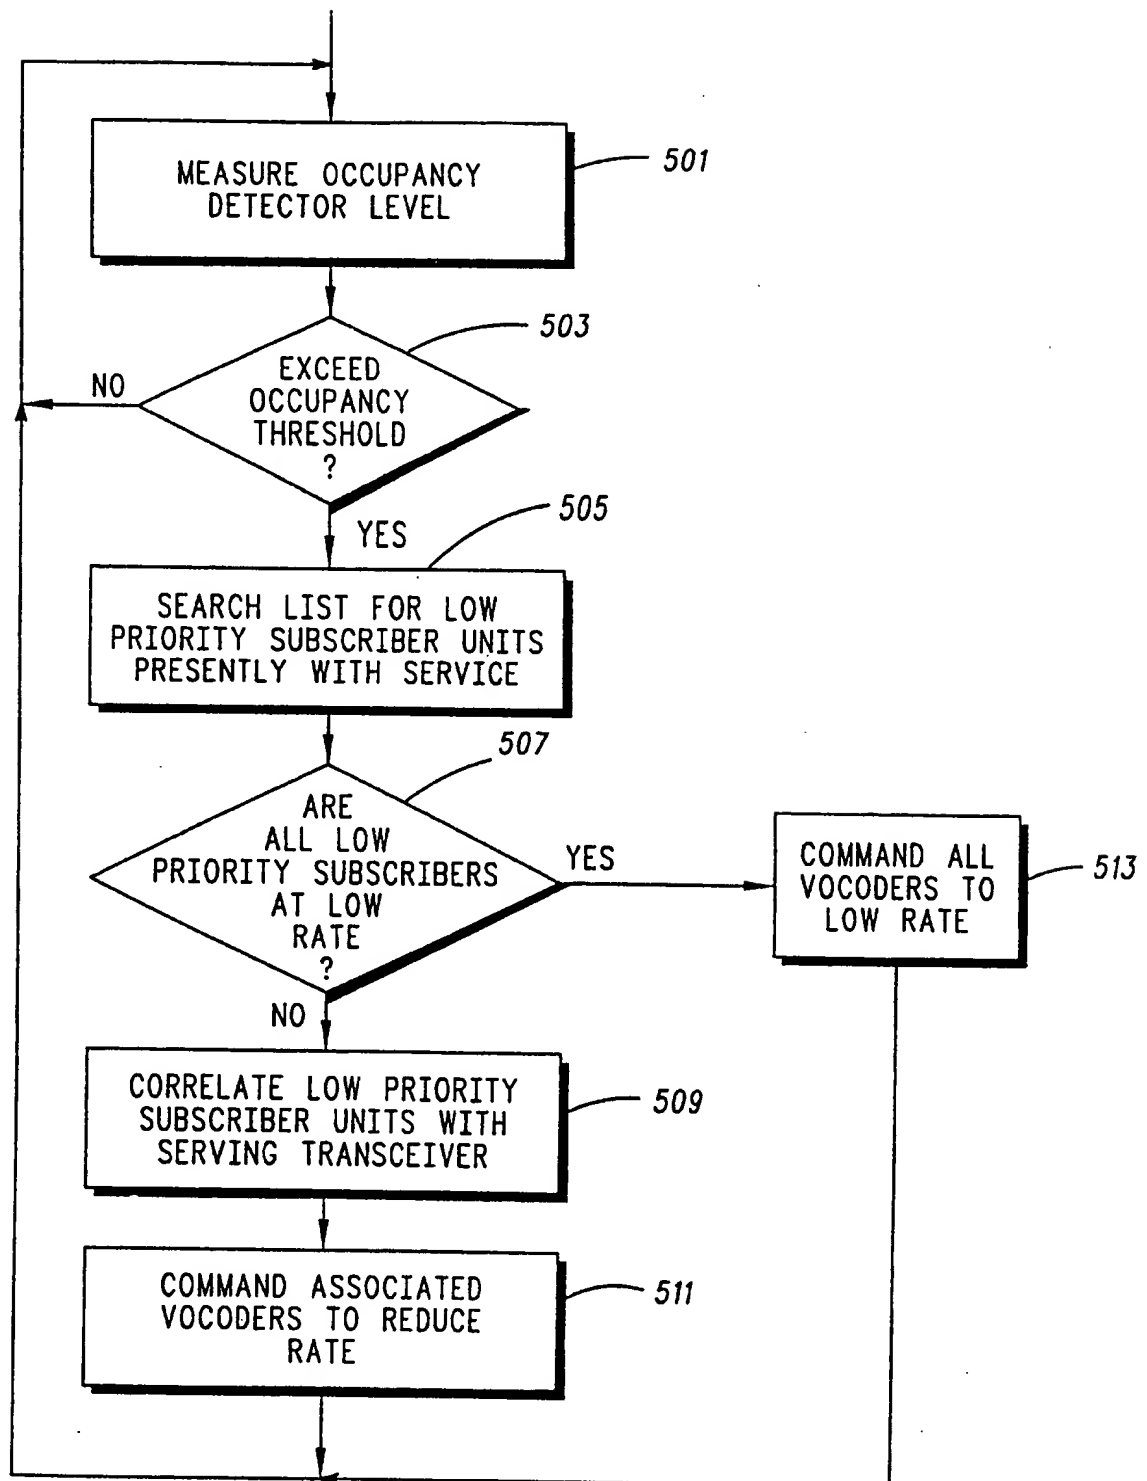 MEASURE OCCUPANCY
DETECTOR LEVEL
501
503
EXCEED
OCCUPANCY
THRESHOLD
?
NO
YES
505
SEARCH LIST FOR LOW
PRIORITY SUBSCRIBER UNITS
PRESENTLY WITH SERVICE
507
ARE
ALL LOW
PRIORITY SUBSCRIBERS
AT LOW
RATE
?
YES
COMMAND ALL
VOCODERS TO
LOW RATE
513
NO
CORRELATE LOW PRIORITY
SUBSCRIBER UNITS WITH
SERVING TRANSCEIVER
509
COMMAND ASSOCIATED
VOCODERS TO REDUCE
RATE
511